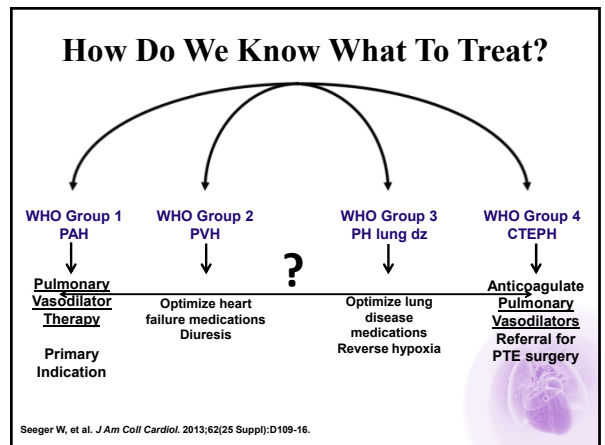 How Do We Know What To Treat?
WHO Group 1
PAH
WHO Group 2
PVH
WHO Group 3
PH lung dz
WHO Group 4
CTEPH
?
Pulmonary
Vasodilator
Therapy
Primary
Indication
Optimize heart
failure medications
Diuresis
Optimize lung
disease
medications
Reverse hypoxia
Anticoagulate
Pulmonary
Vasodilators
Referral for
PTE surgery
Seeger W, et al. J Am Coll Cardiol. 2013;62(25 Suppl):D109-16.